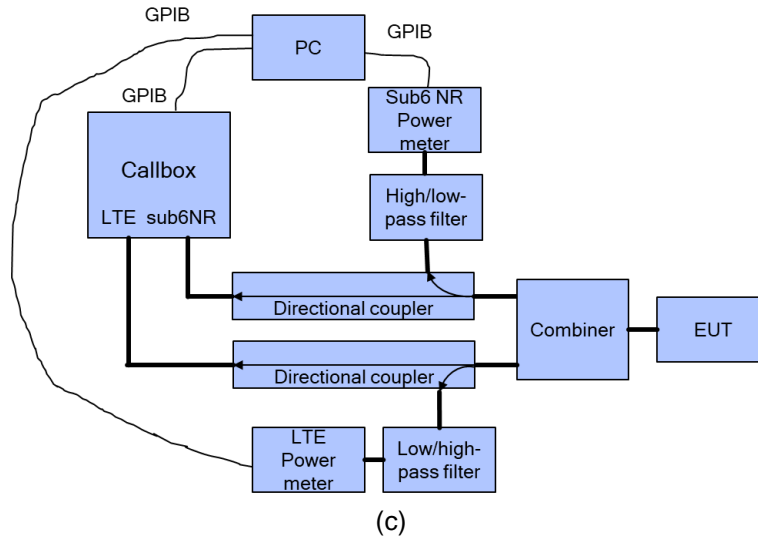 GPIB
PC
GPIB
GPIB
Sub6 NR
Power
meter
Callbox
LTE sub6NR
High/low-
pass filter
Directional coupler
Combiner
EUT
Directional coupler
LTE
Power
meter
Low/high-
pass filter
(c)